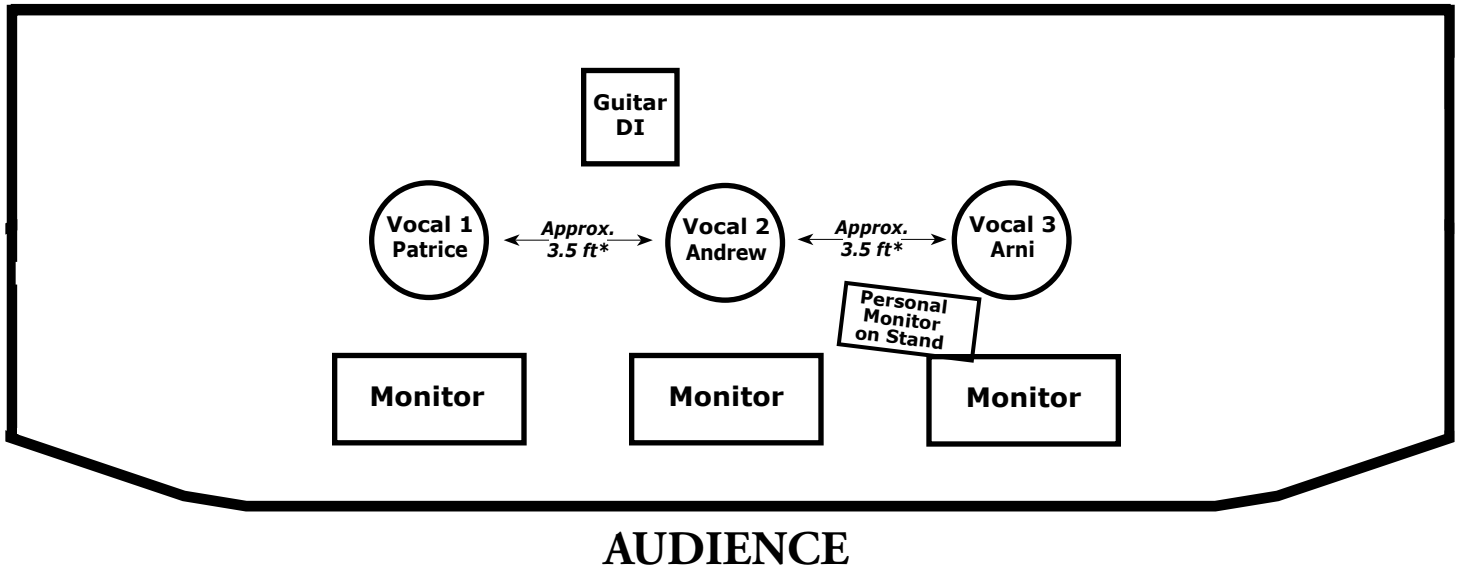 Guitar
DI
Vocal 1
Patrice
Approx.
3.5 ft*
Vocal 2
Andrew
Approx.
3.5 ft*
Vocal 3
Arni
Personal
Monitor
on Stand
Monitor
Monitor
Monitor
AUDIENCE